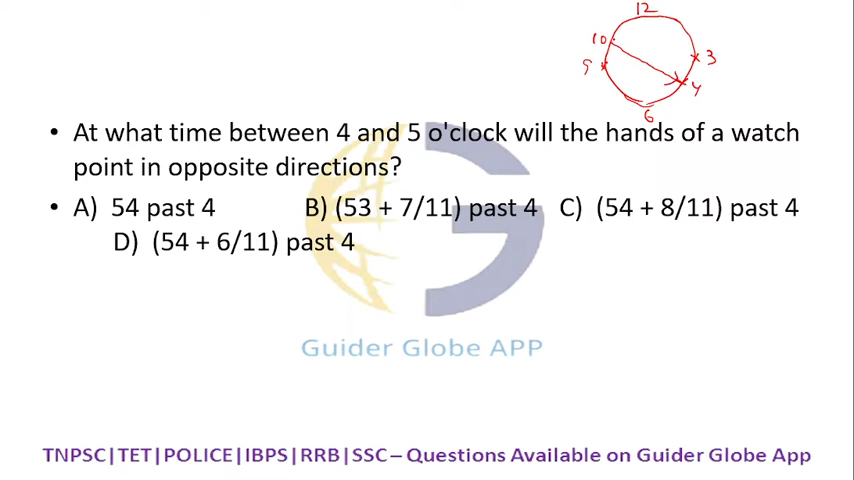 12
10
3
9
4
6
• At what time between 4 and 5 o'clock will the hands of a watch
point in opposite directions?
• A) 54 past 4 B) (53 + 7/11) past 4 C) (54 + 8/11) past 4
D) (54 + 6/11) past 4
Guider Globe APP
TNPSC|TET|POLICE|IBPS|RRB|SSC – Questions Available on Guider Globe App